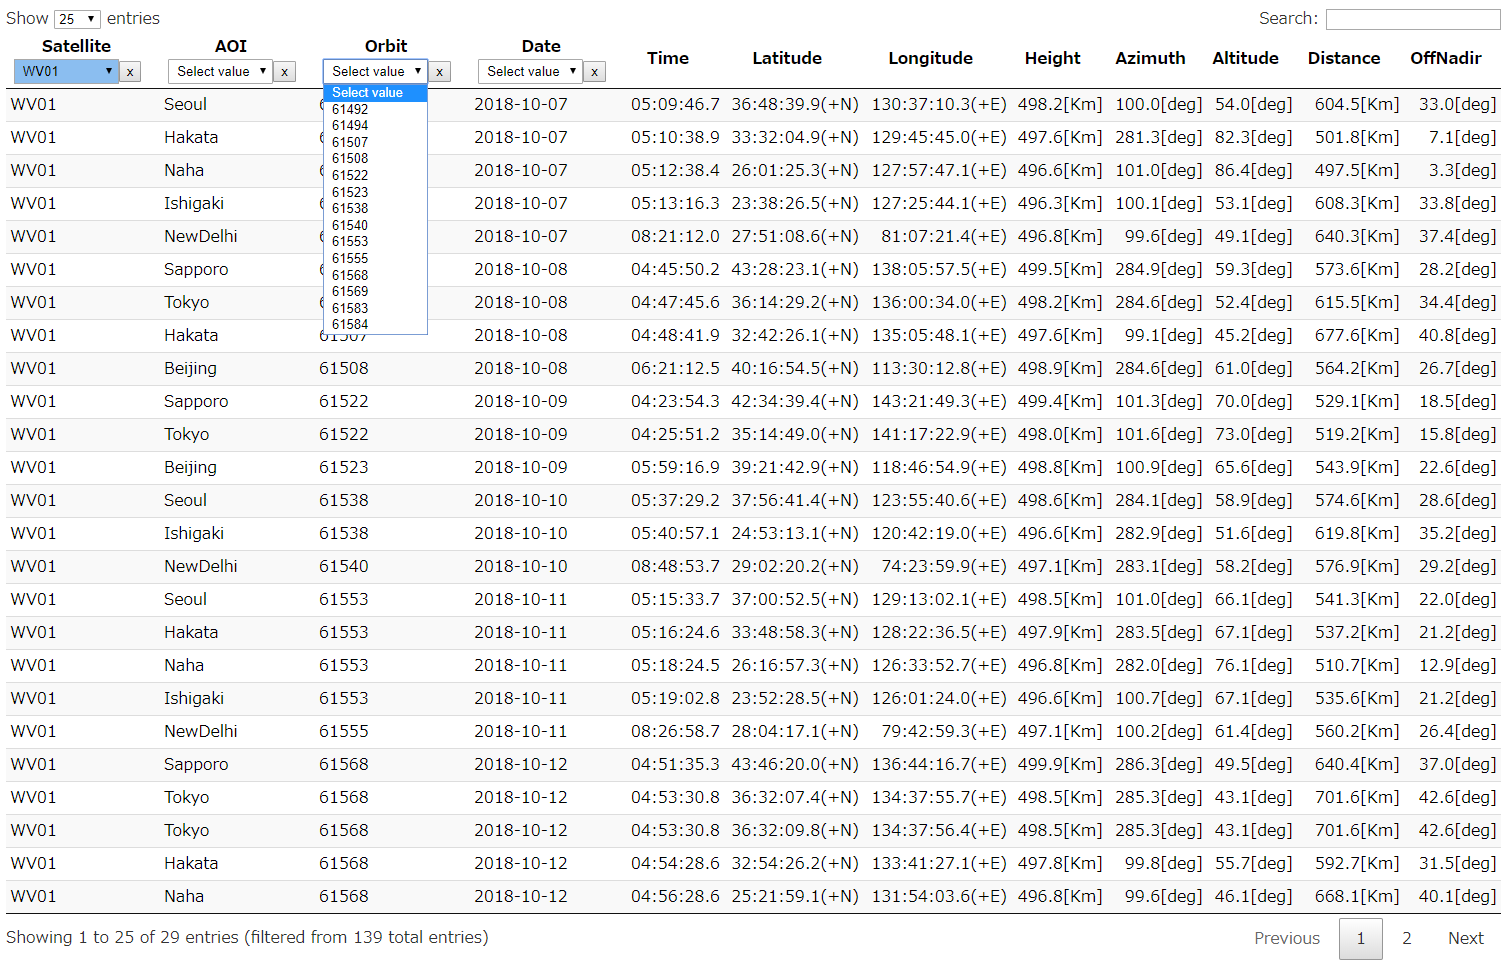 Show 25 entries Search:
Satellite AOI Orbit Date Time Latitude Longitude Height Azimuth Altitude Distance OffNadir
WV01 x Select value x Select value x Select value x
Select value
61492
61494
61507
61508
61522
61523
61538
61540
61553
61555
61568
61569
61583
61584
WV01 Seoul 2018-10-07 05:09:46.7 36:48:39.9(+N) 130:37:10.3(+E) 498.2[Km] 100.0[deg] 54.0[deg] 604.5[Km] 33.0[deg]
WV01 Hakata 2018-10-07 05:10:38.9 33:32:04.9(+N) 129:45:45.0(+E) 497.6[Km] 281.3[deg] 82.3[deg] 501.8[Km] 7.1[deg]
WV01 Naha 2018-10-07 05:12:38.4 26:01:25.3(+N) 127:57:47.1(+E) 496.6[Km] 101.0[deg] 86.4[deg] 497.5[Km] 3.3[deg]
WV01 Ishigaki 2018-10-07 05:13:16.3 23:38:26.5(+N) 127:25:44.1(+E) 496.3[Km] 100.1[deg] 53.1[deg] 608.3[Km] 33.8[deg]
WV01 NewDelhi 2018-10-07 08:21:12.0 27:51:08.6(+N) 81:07:21.4(+E) 496.8[Km] 99.6[deg] 49.1[deg] 640.3[Km] 37.4[deg]
WV01 Sapporo 2018-10-08 04:45:50.2 43:28:23.1(+N) 138:05:57.5(+E) 499.5[Km] 284.9[deg] 59.3[deg] 573.6[Km] 28.2[deg]
WV01 Tokyo 2018-10-08 04:47:45.6 36:14:29.2(+N) 136:00:34.0(+E) 498.2[Km] 284.6[deg] 52.4[deg] 615.5[Km] 34.4[deg]
WV01 Hakata 61507 2018-10-08 04:48:41.9 32:42:26.1(+N) 135:05:48.1(+E) 497.6[Km] 99.1[deg] 45.2[deg] 677.6[Km] 40.8[deg]
WV01 Beijing 61508 2018-10-08 06:21:12.5 40:16:54.5(+N) 113:30:12.8(+E) 498.9[Km] 284.6[deg] 61.0[deg] 564.2[Km] 26.7[deg]
WV01 Sapporo 61522 2018-10-09 04:23:54.3 42:34:39.4(+N) 143:21:49.3(+E) 499.4[Km] 101.3[deg] 70.0[deg] 529.1[Km] 18.5[deg]
WV01 Tokyo 61522 2018-10-09 04:25:51.2 35:14:49.0(+N) 141:17:22.9(+E) 498.0[Km] 101.6[deg] 73.0[deg] 519.2[Km] 15.8[deg]
WV01 Beijing 61523 2018-10-09 05:59:16.9 39:21:42.9(+N) 118:46:54.9(+E) 498.8[Km] 100.9[deg] 65.6[deg] 543.9[Km] 22.6[deg]
WV01 Seoul 61538 2018-10-10 05:37:29.2 37:56:41.4(+N) 123:55:40.6(+E) 498.6[Km] 284.1[deg] 58.9[deg] 574.6[Km] 28.6[deg]
WV01 Ishigaki 61538 2018-10-10 05:40:57.1 24:53:13.1(+N) 120:42:19.0(+E) 496.6[Km] 282.9[deg] 51.6[deg] 619.8[Km] 35.2[deg]
WV01 NewDelhi 61540 2018-10-10 08:48:53.7 29:02:20.2(+N) 74:23:59.9(+E) 497.1[Km] 283.1[deg] 58.2[deg] 576.9[Km] 29.2[deg]
WV01 Seoul 61553 2018-10-11 05:15:33.7 37:00:52.5(+N) 129:13:02.1(+E) 498.5[Km] 101.0[deg] 66.1[deg] 541.3[Km] 22.0[deg]
WV01 Hakata 61553 2018-10-11 05:16:24.6 33:48:58.3(+N) 128:22:36.5(+E) 497.9[Km] 283.5[deg] 67.1[deg] 537.2[Km] 21.2[deg]
WV01 Naha 61553 2018-10-11 05:18:24.5 26:16:57.3(+N) 126:33:52.7(+E) 496.8[Km] 282.0[deg] 76.1[deg] 510.7[Km] 12.9[deg]
WV01 Ishigaki 61553 2018-10-11 05:19:02.8 23:52:28.5(+N) 126:01:24.0(+E) 496.6[Km] 100.7[deg] 67.1[deg] 535.6[Km] 21.2[deg]
WV01 NewDelhi 61555 2018-10-11 08:26:58.7 28:04:17.1(+N) 79:42:59.3(+E) 497.1[Km] 100.2[deg] 61.4[deg] 560.2[Km] 26.4[deg]
WV01 Sapporo 61568 2018-10-12 04:51:35.3 43:46:20.0(+N) 136:44:16.7(+E) 499.9[Km] 286.3[deg] 49.5[deg] 640.4[Km] 37.0[deg]
WV01 Tokyo 61568 2018-10-12 04:53:30.8 36:32:07.4(+N) 134:37:55.7(+E) 498.5[Km] 285.3[deg] 43.1[deg] 701.6[Km] 42.6[deg]
WV01 Tokyo 61568 2018-10-12 04:53:30.8 36:32:09.8(+N) 134:37:56.4(+E) 498.5[Km] 285.3[deg] 43.1[deg] 701.6[Km] 42.6[deg]
WV01 Hakata 61568 2018-10-12 04:54:28.6 32:54:26.2(+N) 133:41:27.1(+E) 497.8[Km] 99.8[deg] 55.7[deg] 592.7[Km] 31.5[deg]
WV01 Naha 61568 2018-10-12 04:56:28.6 25:21:59.1(+N) 131:54:03.6(+E) 496.8[Km] 99.6[deg] 46.1[deg] 668.1[Km] 40.1[deg]
Showing 1 to 25 of 29 entries (filtered from 139 total entries) Previous 1 2 Next